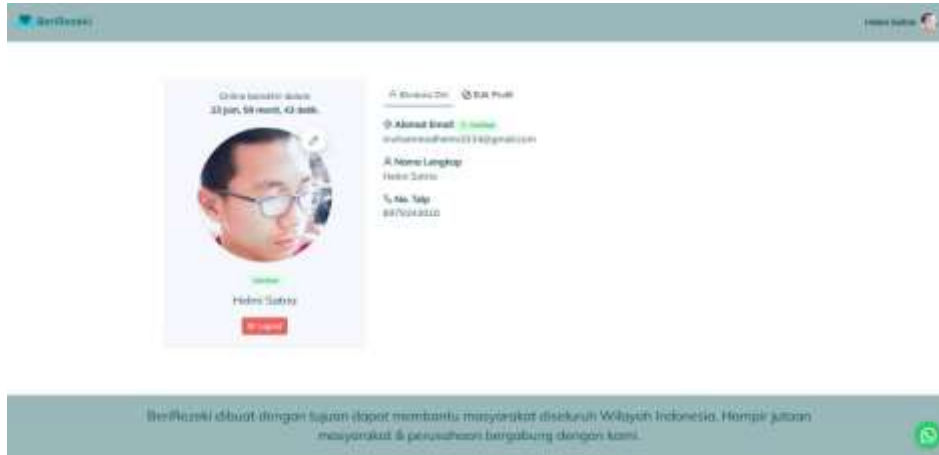 BeriRezeki
Helmi Satria
Online berakhir dalam
23 jam, 59 menit, 43 detik.
Biodata Diri
Edit Profil
Alamat Email
Nama Lengkap
Helmi Satria
No. Telp
Helmi Satria
Logout
BeriRezeki dibuat dengan tujuan dapat membantu masyarakat diseluruh Wilayah Indonesia. Hampir jutaan
masyarakat & perusahaan bergabung dengan kami.